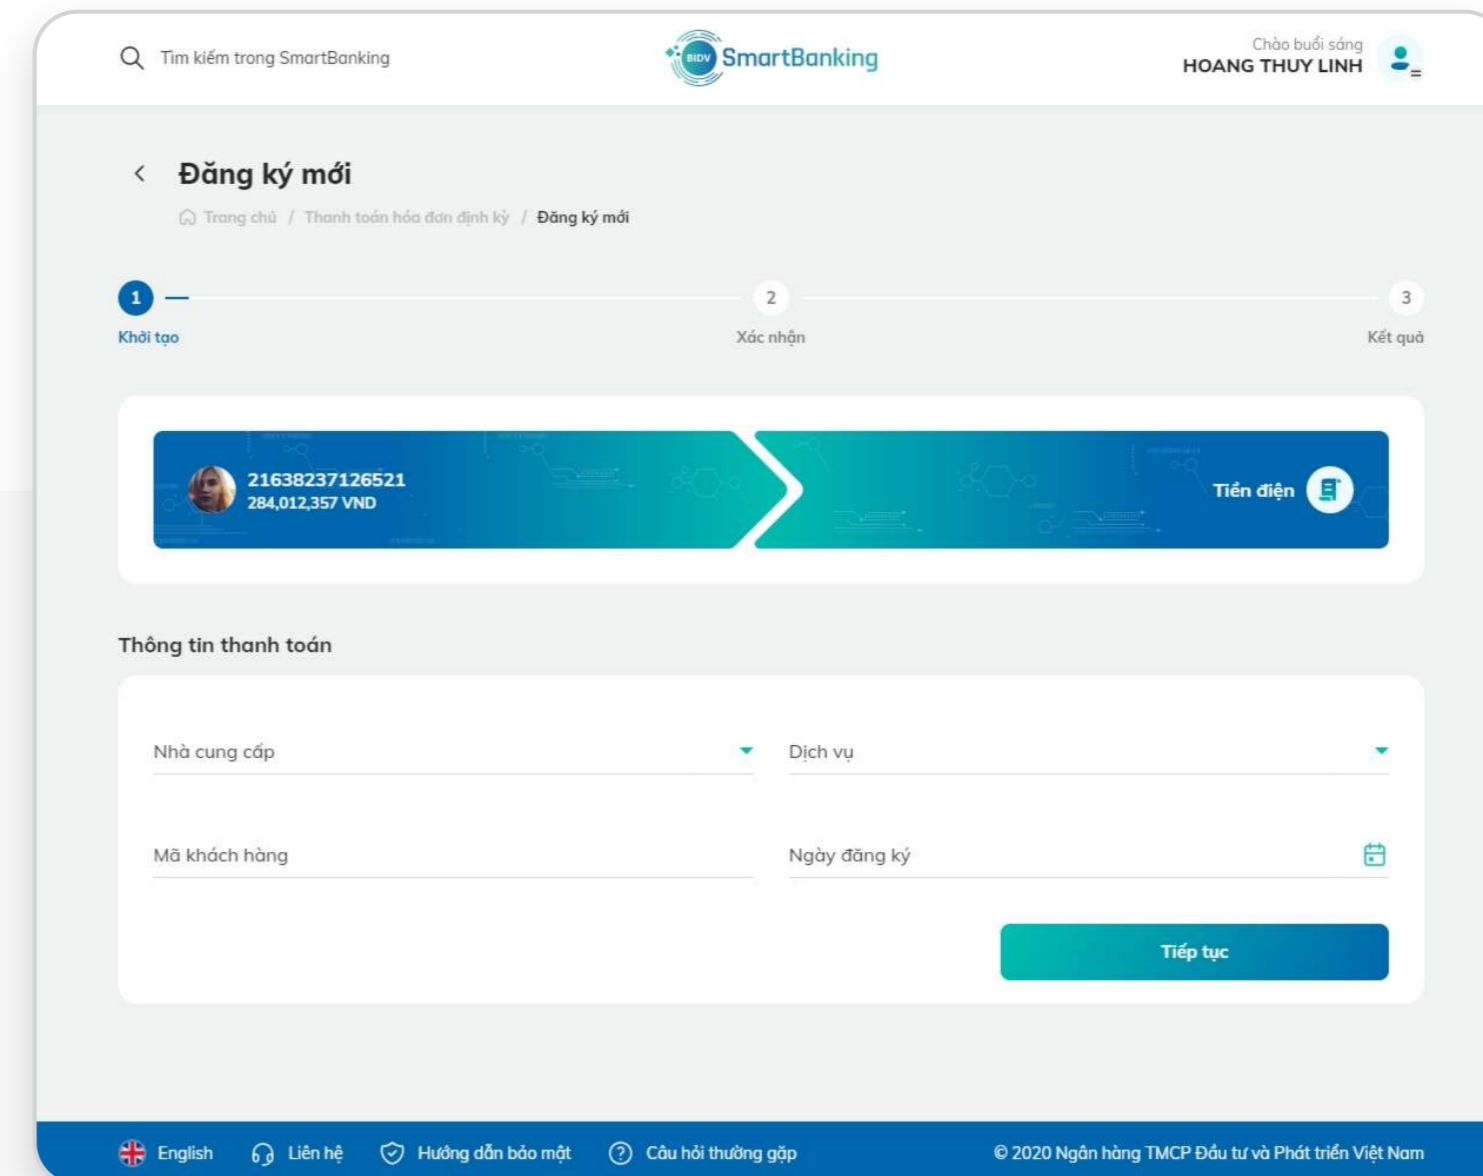 Tìm kiếm trong SmartBanking
BIDV SmartBanking
Chào buổi sáng
HOANG THUY LINH
Đăng ký mới
Trang chủ / Thanh toán hóa đơn định kỳ / Đăng ký mới
1
2
3
Khởi tạo
Xác nhận
Kết quả
21638237126521
284,012,357 VND
Tiền điện
Thông tin thanh toán
Nhà cung cấp
Dịch vụ
Mã khách hàng
Ngày đăng ký
Tiếp tục
English
Liên hệ
Hướng dẫn bảo mật
Câu hỏi thường gặp
© 2020 Ngân hàng TMCP Đầu tư và Phát triển Việt Nam